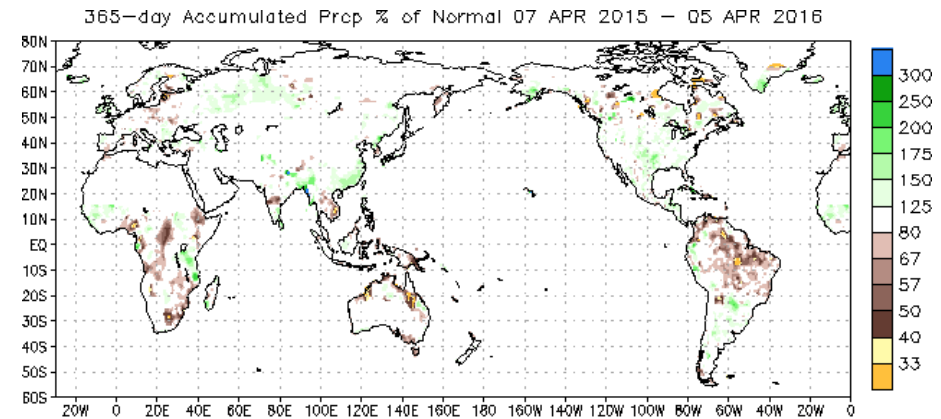 365-day Accumulated Prcp % of Normal 07 APR 2015 – 05 APR 2016
80N
70N
60N
50N
40N
30N
20N
10N
EQ
10S
20S
30S
40S
50S
60S
20W 0 20E 40E 60E 80E 100E 120E 140E 160E 180 160W 140W 120W 100W 80W 60W 40W 20W 0
300
250
200
175
150
125
80
67
57
50
40
33